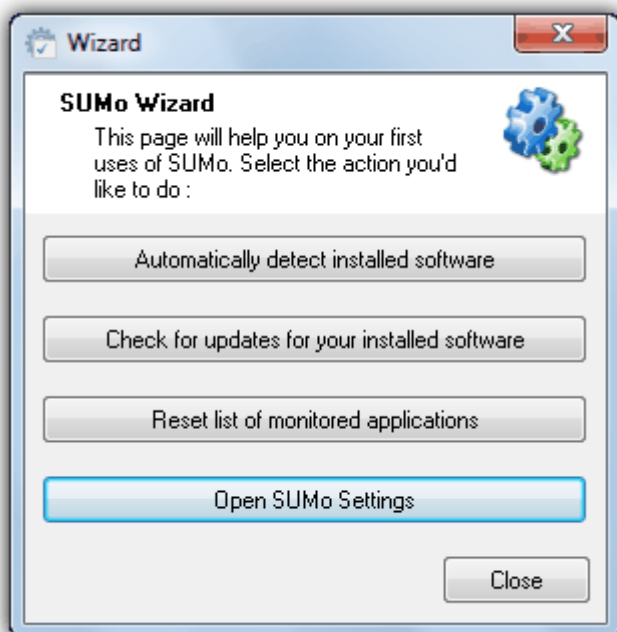 Wizard
SUMo Wizard
This page will help you on your first
uses of SUMo. Select the action you'd
like to do :
Automatically detect installed software
Check for updates for your installed software
Reset list of monitored applications
Open SUMo Settings
Close